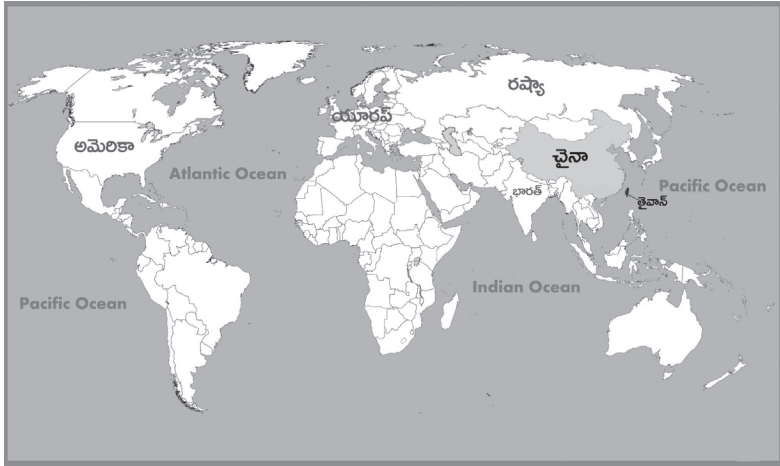 రష్యా
యూరప్
అమెరికా
చైనా
Atlantic Ocean
Pacific Ocean
భారత్
తైవాన్
Indian Ocean
Pacific Ocean